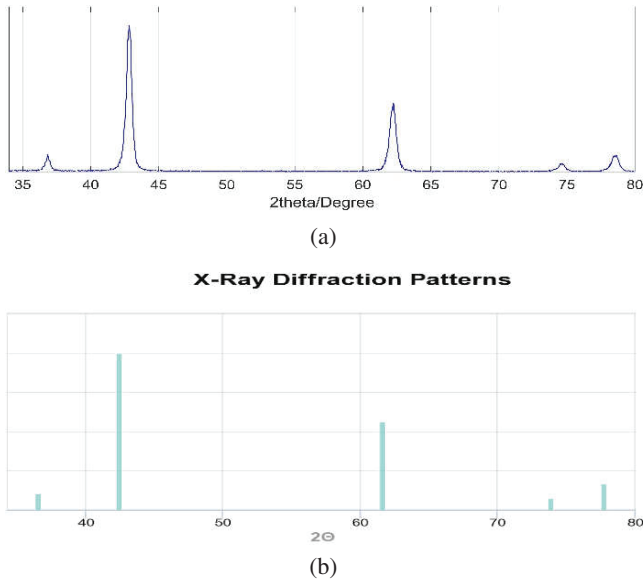 35 40 45 50 55 60 65 70 75 80
2theta/Degree
(a)
X-Ray Diffraction Patterns
40 50 60 70 80
2Θ
(b)